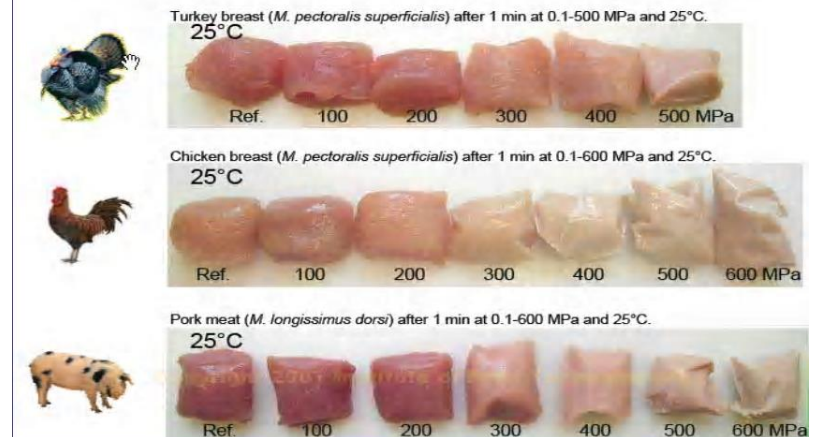 Turkey breast (M. pectoralis superficialis) after 1 min at 0.1-500 MPa and 25°C.
25°C
Ref. 100 200 300 400 500 MPa
Chicken breast (M. pectoralis superficialis) after 1 min at 0.1-600 MPa and 25°C.
25°C
Ref. 100 200 300 400 500 600 MPa
Pork meat (M. longissimus dorsi) after 1 min at 0.1-600 MPa and 25°C.
25°C
Ref. 100 200 300 400 500 600 MPa